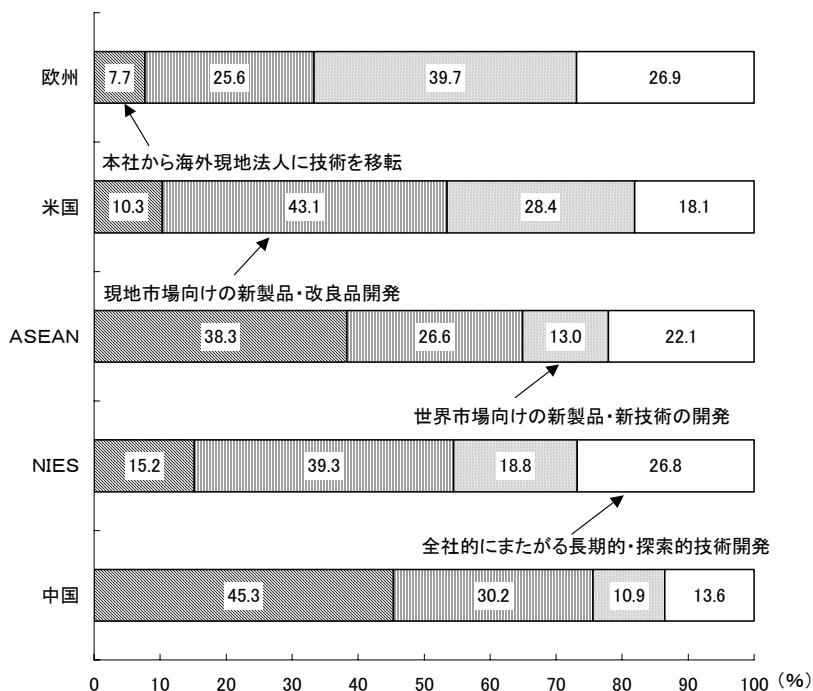 欧州 7.7 25.6 39.7 26.9
本社から海外現地法人に技術を移転
米国 10.3 43.1 28.4 18.1
現地市場向けの新製品・改良品開発
ASEAN 38.3 26.6 13.0 22.1
世界市場向けの新製品・新技術の開発
NIES 15.2 39.3 18.8 26.8
全社的にまたがる長期的・探索的技術開発
中国 45.3 30.2 10.9 13.6
0 10 20 30 40 50 60 70 80 90 100 (%)